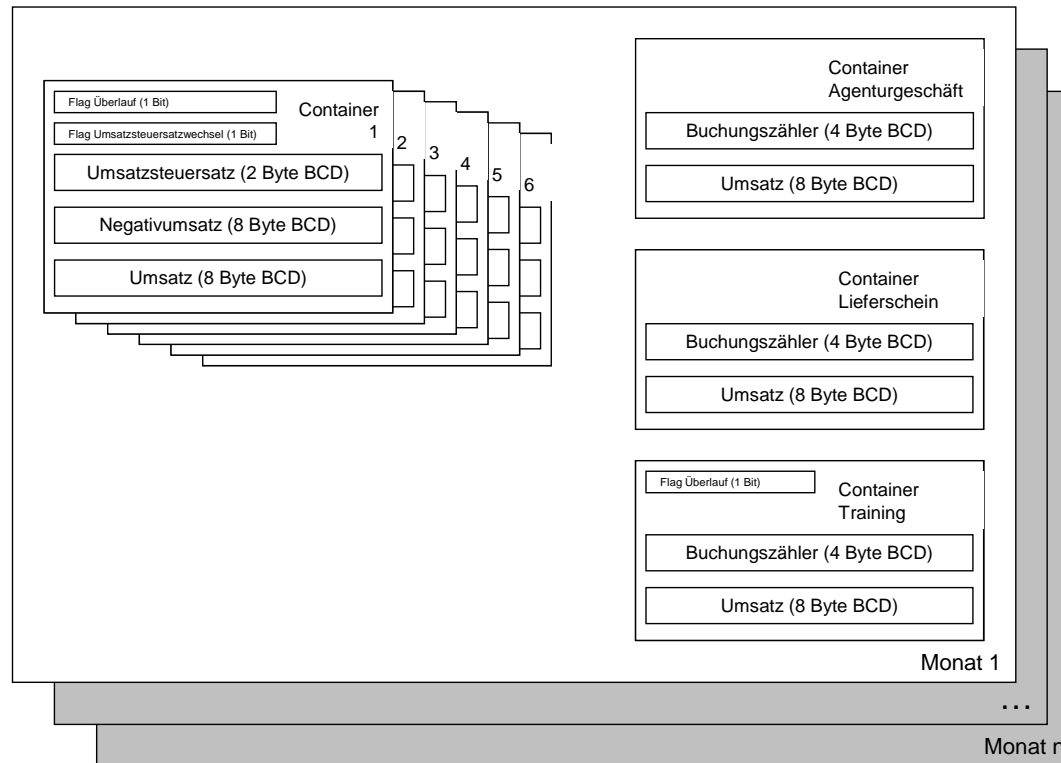 Flag Überlauf (1 Bit)
Container
1
Flag Umsatzsteuersatzwechsel (1 Bit)
Umsatzsteuersatz (2 Byte BCD)
Negativumsatz (8 Byte BCD)
Umsatz (8 Byte BCD)
2
3
4
5
6
Container
Agenturgeschäft
Buchungszähler (4 Byte BCD)
Umsatz (8 Byte BCD)
Container
Lieferschein
Buchungszähler (4 Byte BCD)
Umsatz (8 Byte BCD)
Flag Überlauf (1 Bit)
Container
Training
Buchungszähler (4 Byte BCD)
Umsatz (8 Byte BCD)
Monat 1
...
Monat n